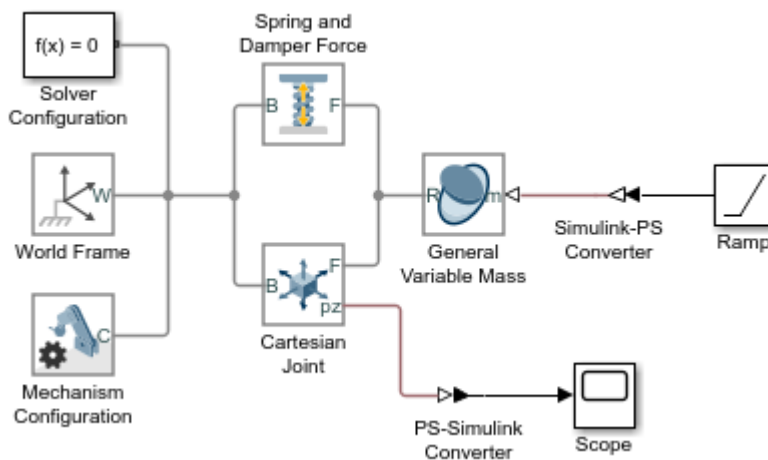 Spring and
Damper Force
f(x) = 0
B
F
Solver
Configuration
W
R
m
World Frame
General
Variable Mass
Simulink-PS
Converter
Ramp
B
F
pz
C
Cartesian
Joint
Mechanism
Configuration
PS-Simulink
Converter
Scope